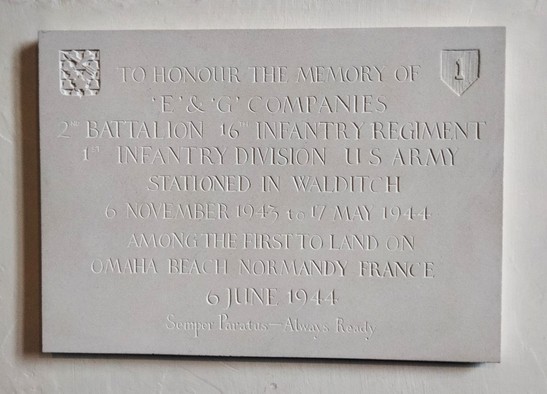 1
TO HONOUR THE MEMORY OF
'E' & 'G' COMPANIES
2ND BATTALION 16TH INFANTRY REGIMENT
1ST INFANTRY DIVISION U S ARMY
STATIONED IN WALDITCH
6 NOVEMBER 1943 to 17 MAY 1944
AMONG THE FIRST TO LAND ON
OMAHA BEACH NORMANDY FRANCE
6 JUNE 1944
Semper Paratus – Always Ready